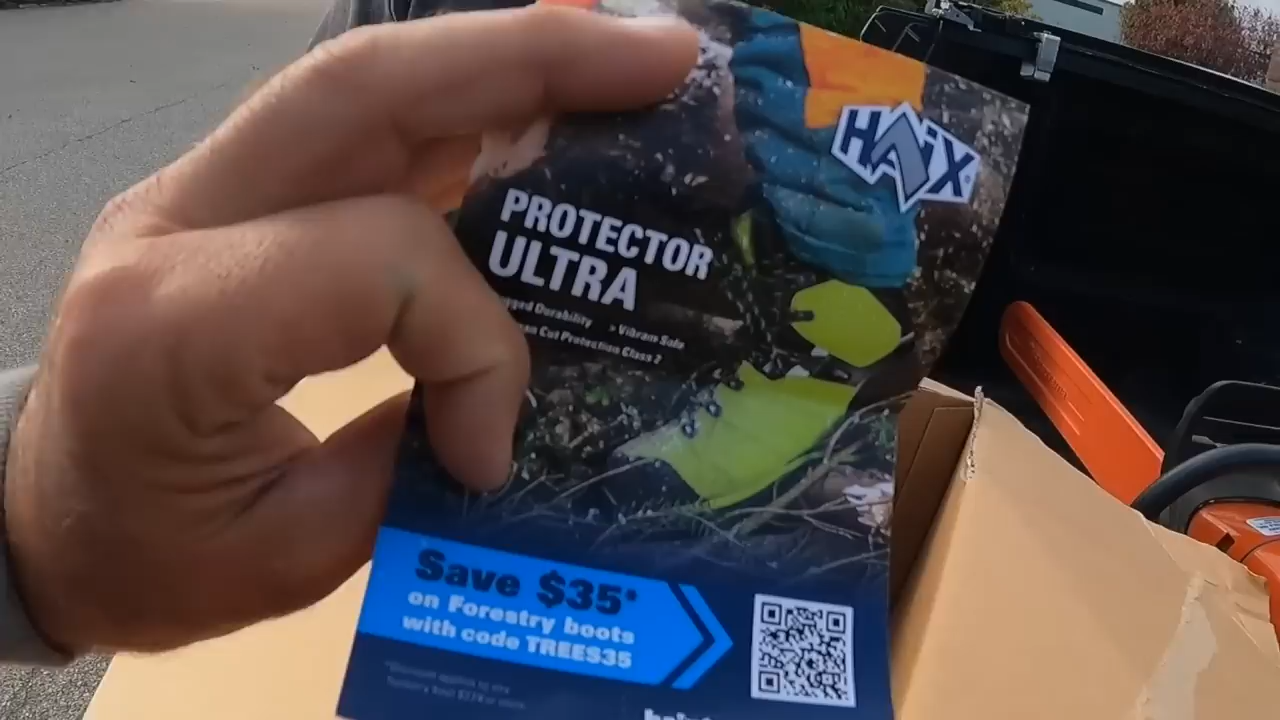 HAIX
PROTECTOR
ULTRA
Durability > Vibram Sole
Cut Protection Class 2
Save $35*
on Forestry boots
with code TREES35